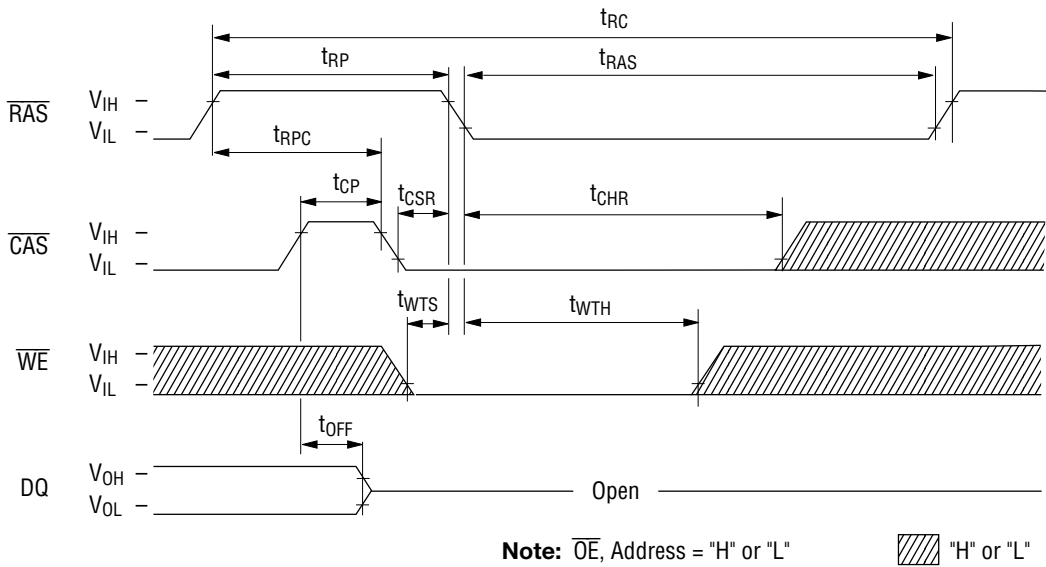 tRC
tRP
tRAS
RAS
VIH
VIL
tRPC
tCP
tCSR
tCHR
CAS
VIH
VIL
tWTS
tWTH
WE
VIH
VIL
tOFF
DQ
VOH
VOL
Open
Note: OE, Address = "H" or "L"
"H" or "L"